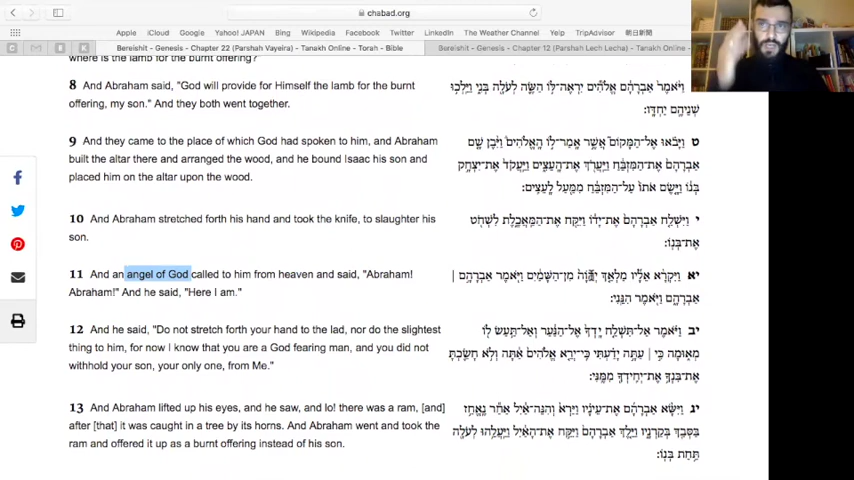 chabad.org
Apple Yahoo! Google Yahoo! JAPAN Bing Wikipedia Facebook Twitter LinkedIn The Weather Channel Yelp TripAdvisor 朝日新聞
Bereishit - Genesis - Chapter 22 (Parshah Vayeira) - Tanakh Online - Torah - Bible
Bereishit - Genesis - Chapter 12 (Parshah Lech Lecha) - Tanakh Online
where is the lamb for the burnt offering?"
8 And Abraham said, "God will provide for Himself the lamb for the burnt
offering, my son." And they both went together.
וַיֹּאמֶר֙ אַבְרָהָ֔ם אֱלֹהִ֞ים יִרְאֶה־לּ֥וֹ הַשֶּׂ֛ה לְעֹלָ֖ה בְּנִ֑י וַיֵּלְכ֥וּ
שְׁנֵיהֶ֖ם יַחְדָּֽו:
9 And they came to the place of which God had spoken to him, and Abraham
built the altar there and arranged the wood, and he bound Isaac his son and
placed him on the altar upon the wood.
ט וַיָּבֹ֗אוּ אֶל־הַמָּקוֹם֘ אֲשֶׁ֣ר אָמַר־ל֣וֹ הָֽאֱלֹהִים֒ וַיִּ֨בֶן שָׁ֤ם
אַבְרָהָם֙ אֶת־הַמִּזְבֵּ֔חַ וַֽיַּעֲרֹ֖ךְ אֶת־הָֽעֵצִ֑ים וַֽיַּעֲקֹד֙ אֶת־יִצְחָ֣ק
בְּנ֔וֹ וַיָּ֤שֶׂם אֹתוֹ֙ עַל־הַמִּזְבֵּ֔חַ מִמַּ֖עַל לָֽעֵצִֽים:
10 And Abraham stretched forth his hand and took the knife, to slaughter his
son.
י וַיִּשְׁלַ֤ח אַבְרָהָם֙ אֶת־יָד֔וֹ וַיִּקַּ֖ח אֶת־הַמַּֽאֲכֶ֑לֶת לִשְׁחֹ֖ט
אֶת־בְּנֽוֹ:
11 And an angel of God called to him from heaven and said, "Abraham!
Abraham!" And he said, "Here I am."
יא וַיִּקְרָ֨א אֵלָ֜יו מַלְאַ֤ךְ יְהֹוָה֙ מִן־הַשָּׁמַ֔יִם וַיֹּ֖אמֶר אַבְרָהָ֣ם |
אַבְרָהָ֑ם וַיֹּ֖אמֶר הִנֵּֽנִי:
12 And he said, "Do not stretch forth your hand to the lad, nor do the slightest
thing to him, for now I know that you are a God fearing man, and you did not
withhold your son, your only one, from Me."
יב וַיֹּ֗אמֶר אַל־תִּשְׁלַ֤ח יָֽדְךָ֙ אֶל־הַנַּ֔עַר וְאַל־תַּ֥עַשׂ ל֖וֹ
מְא֑וּמָה כִּ֣י | עַתָּ֣ה יָדַ֗עְתִּי כִּֽי־יְרֵ֤א אֱלֹהִים֙ אַ֔תָּה וְלֹ֥א חָשַׂ֛כְתָּ
אֶת־בִּנְךָ֥ אֶת־יְחִֽידְךָ֖ מִמֶּֽנִּי:
13 And Abraham lifted up his eyes, and he saw, and lo! there was a ram, [and]
after [that] it was caught in a tree by its horns. And Abraham went and took the
ram and offered it up as a burnt offering instead of his son.
יג וַיִּשָּׂ֨א אַבְרָהָ֜ם אֶת־עֵינָ֗יו וַיַּרְא֙ וְהִנֵּה־אַ֔יִל אַחַ֕ר נֶֽאֱחַ֥ז
בַּסְּבַ֖ךְ בְּקַרְנָ֑יו וַיֵּ֤לֶךְ אַבְרָהָם֙ וַיִּקַּ֣ח אֶת־הָאַ֔יִל וַיַּֽעֲלֵ֥הוּ לְעֹלָ֖ה
תַּ֥חַת בְּנֽוֹ: